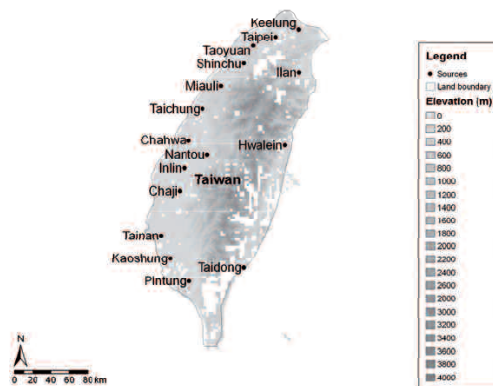 Keelung
Taipei
Taoyuan
Shinchu
Ilan
Miauli
Taichung
Chahwa
Hwalein
Nantou
Inlin
Taiwan
Chaji
Tainan
Kaoshung
Taidong
Pintung
N
0 20 40 60 80 km
Legend
Sources
Land boundary
Elevation (m)
0
200
400
600
800
1000
1200
1400
1600
1800
2000
2200
2400
2600
2800
3000
3200
3400
3600
3800
4000